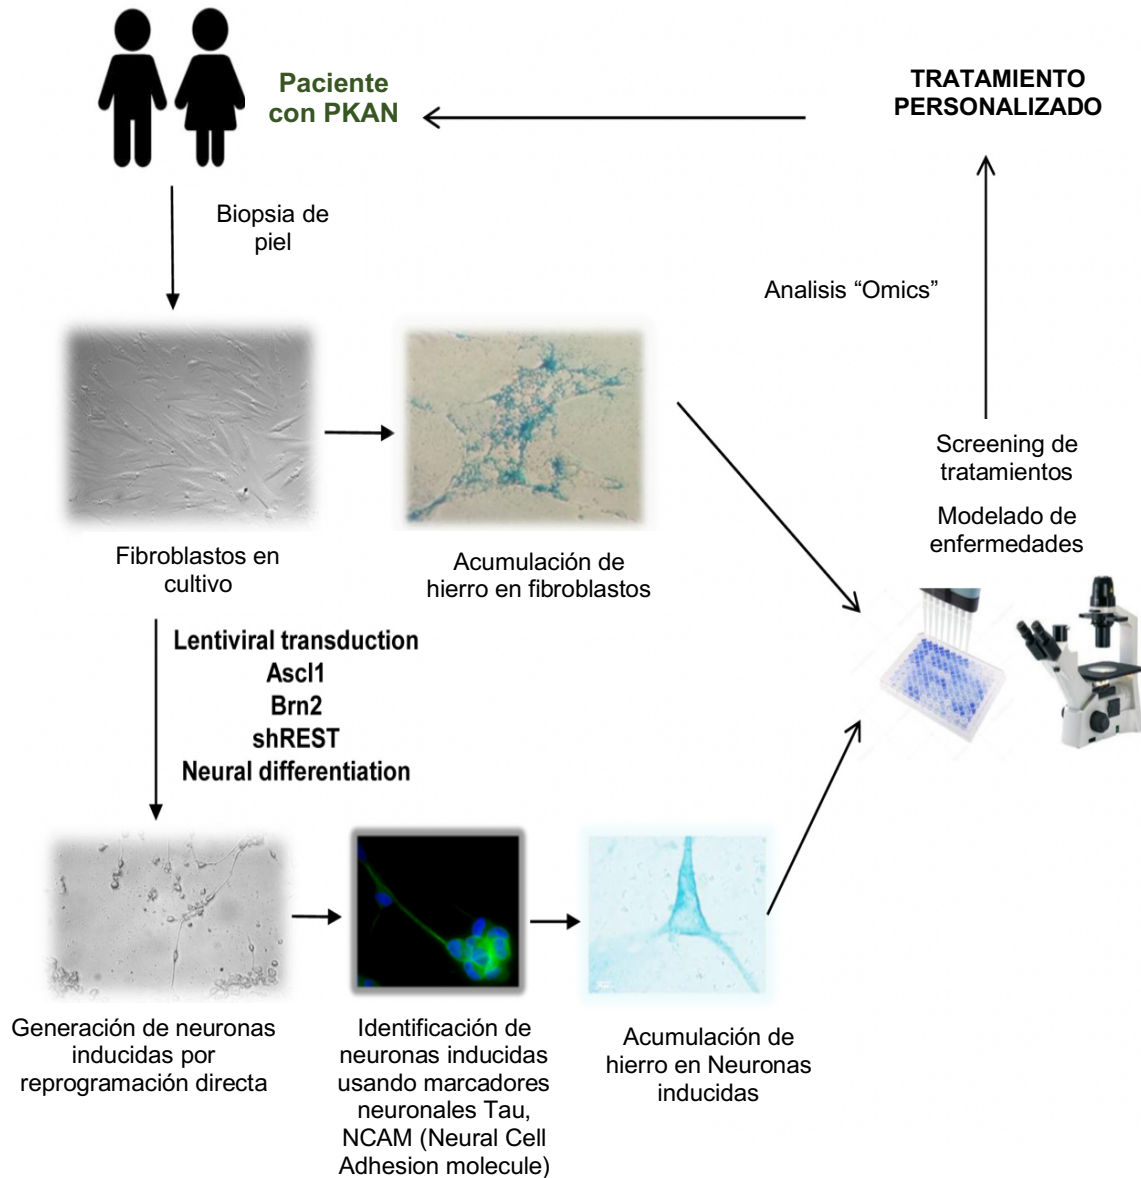 Paciente
con PKAN
TRATAMIENTO
PERSONALIZADO
Biopsia de
piel
Analisis “Omics”
Screening de
tratamientos
Modelado de
enfermedades
Fibroblastos en
cultivo
Acumulación de
hierro en fibroblastos
Lentiviral transduction
Ascl1
Brn2
shREST
Neural differentiation
Generación de neuronas
inducidas por
reprogramación directa
Identificación de
neuronas inducidas
usando marcadores
neuronales Tau,
NCAM (Neural Cell
Adhesion molecule)
Acumulación de
hierro en Neuronas
inducidas